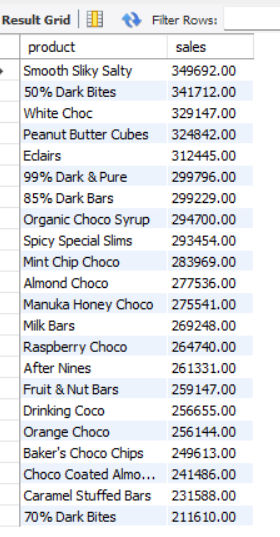 Result Grid Filter Rows:
product sales
Smooth Sliky Salty 349692.00
50% Dark Bites 341712.00
White Choc 329147.00
Peanut Butter Cubes 324842.00
Eclairs 312445.00
99% Dark & Pure 299796.00
85% Dark Bars 299229.00
Organic Choco Syrup 294700.00
Spicy Special Slims 293454.00
Mint Chip Choco 283969.00
Almond Choco 277536.00
Manuka Honey Choco 275541.00
Milk Bars 269248.00
Raspberry Choco 264740.00
After Nines 261331.00
Fruit & Nut Bars 259147.00
Drinking Coco 256655.00
Orange Choco 256144.00
Baker's Choco Chips 249613.00
Choco Coated Almo... 241486.00
Caramel Stuffed Bars 231588.00
70% Dark Bites 211610.00